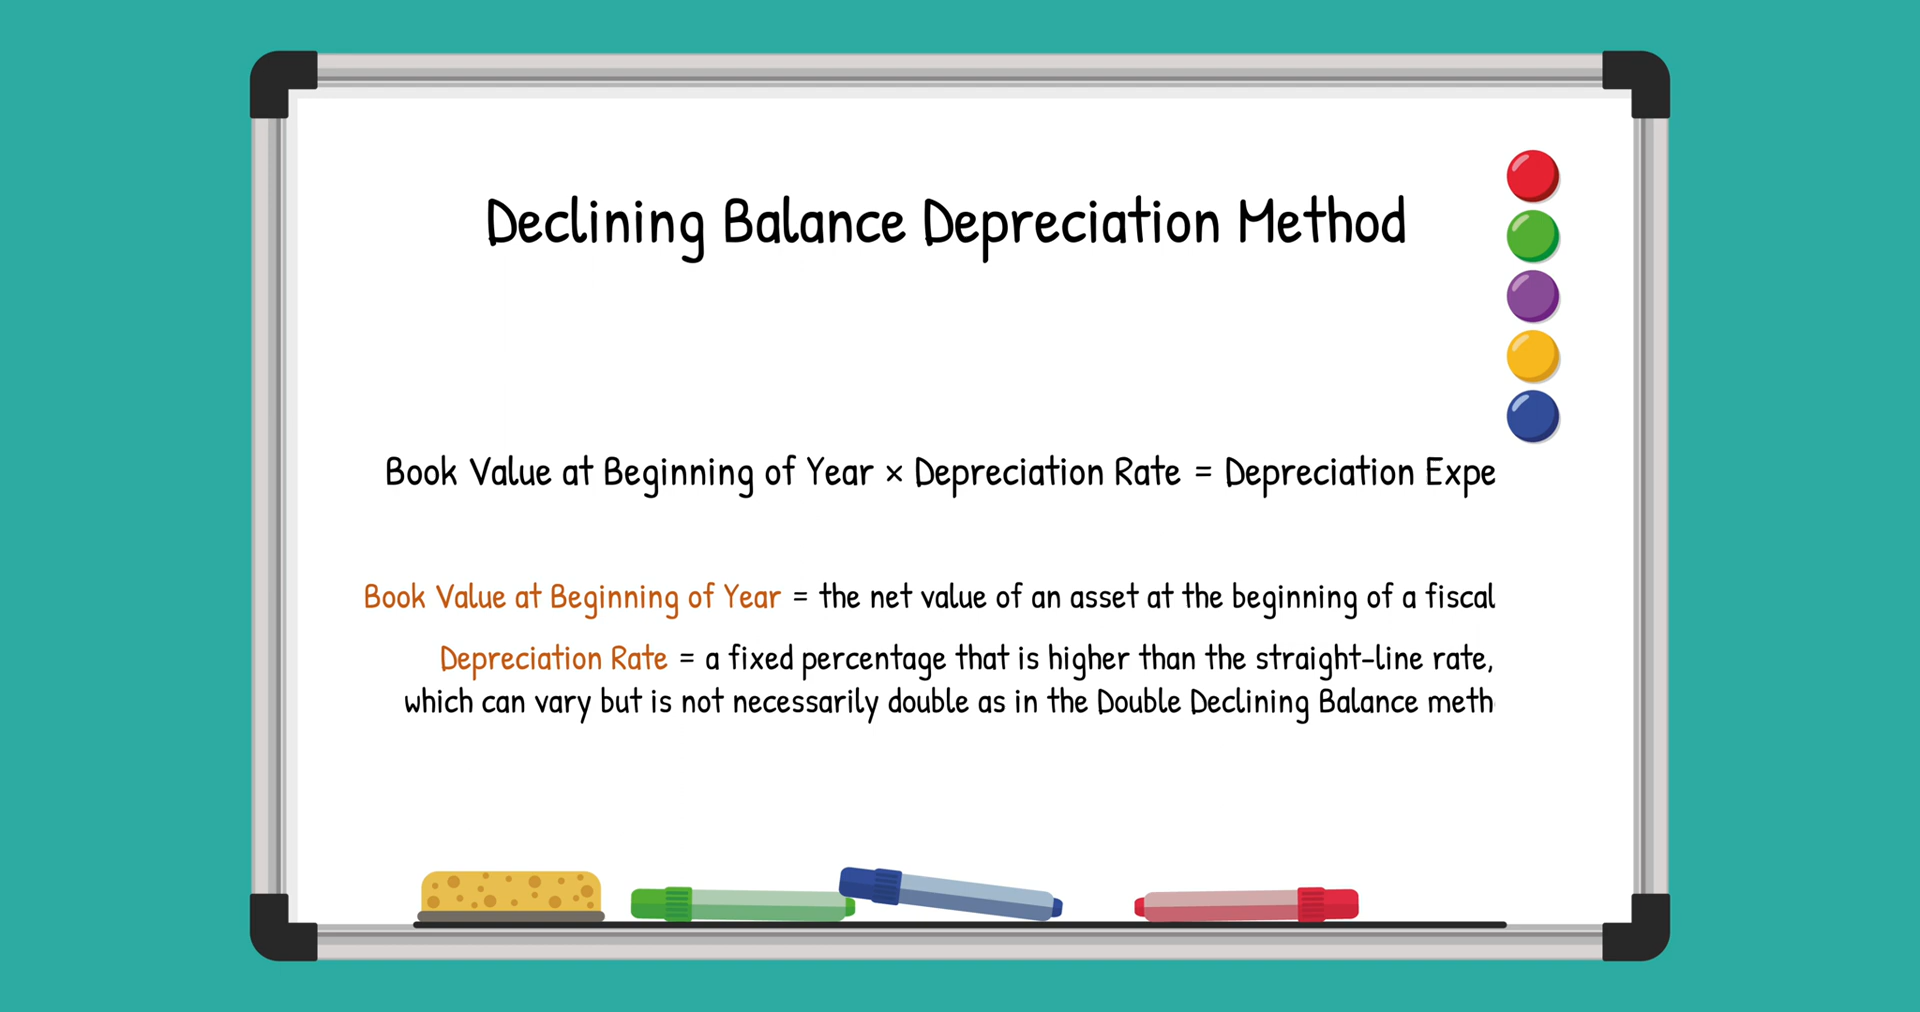 Declining Balance Depreciation Method
Book Value at Beginning of Year × Depreciation Rate = Depreciation Expe
Book Value at Beginning of Year = the net value of an asset at the beginning of a fiscal
Depreciation Rate = a fixed percentage that is higher than the straight-line rate,
which can vary but is not necessarily double as in the Double Declining Balance meth